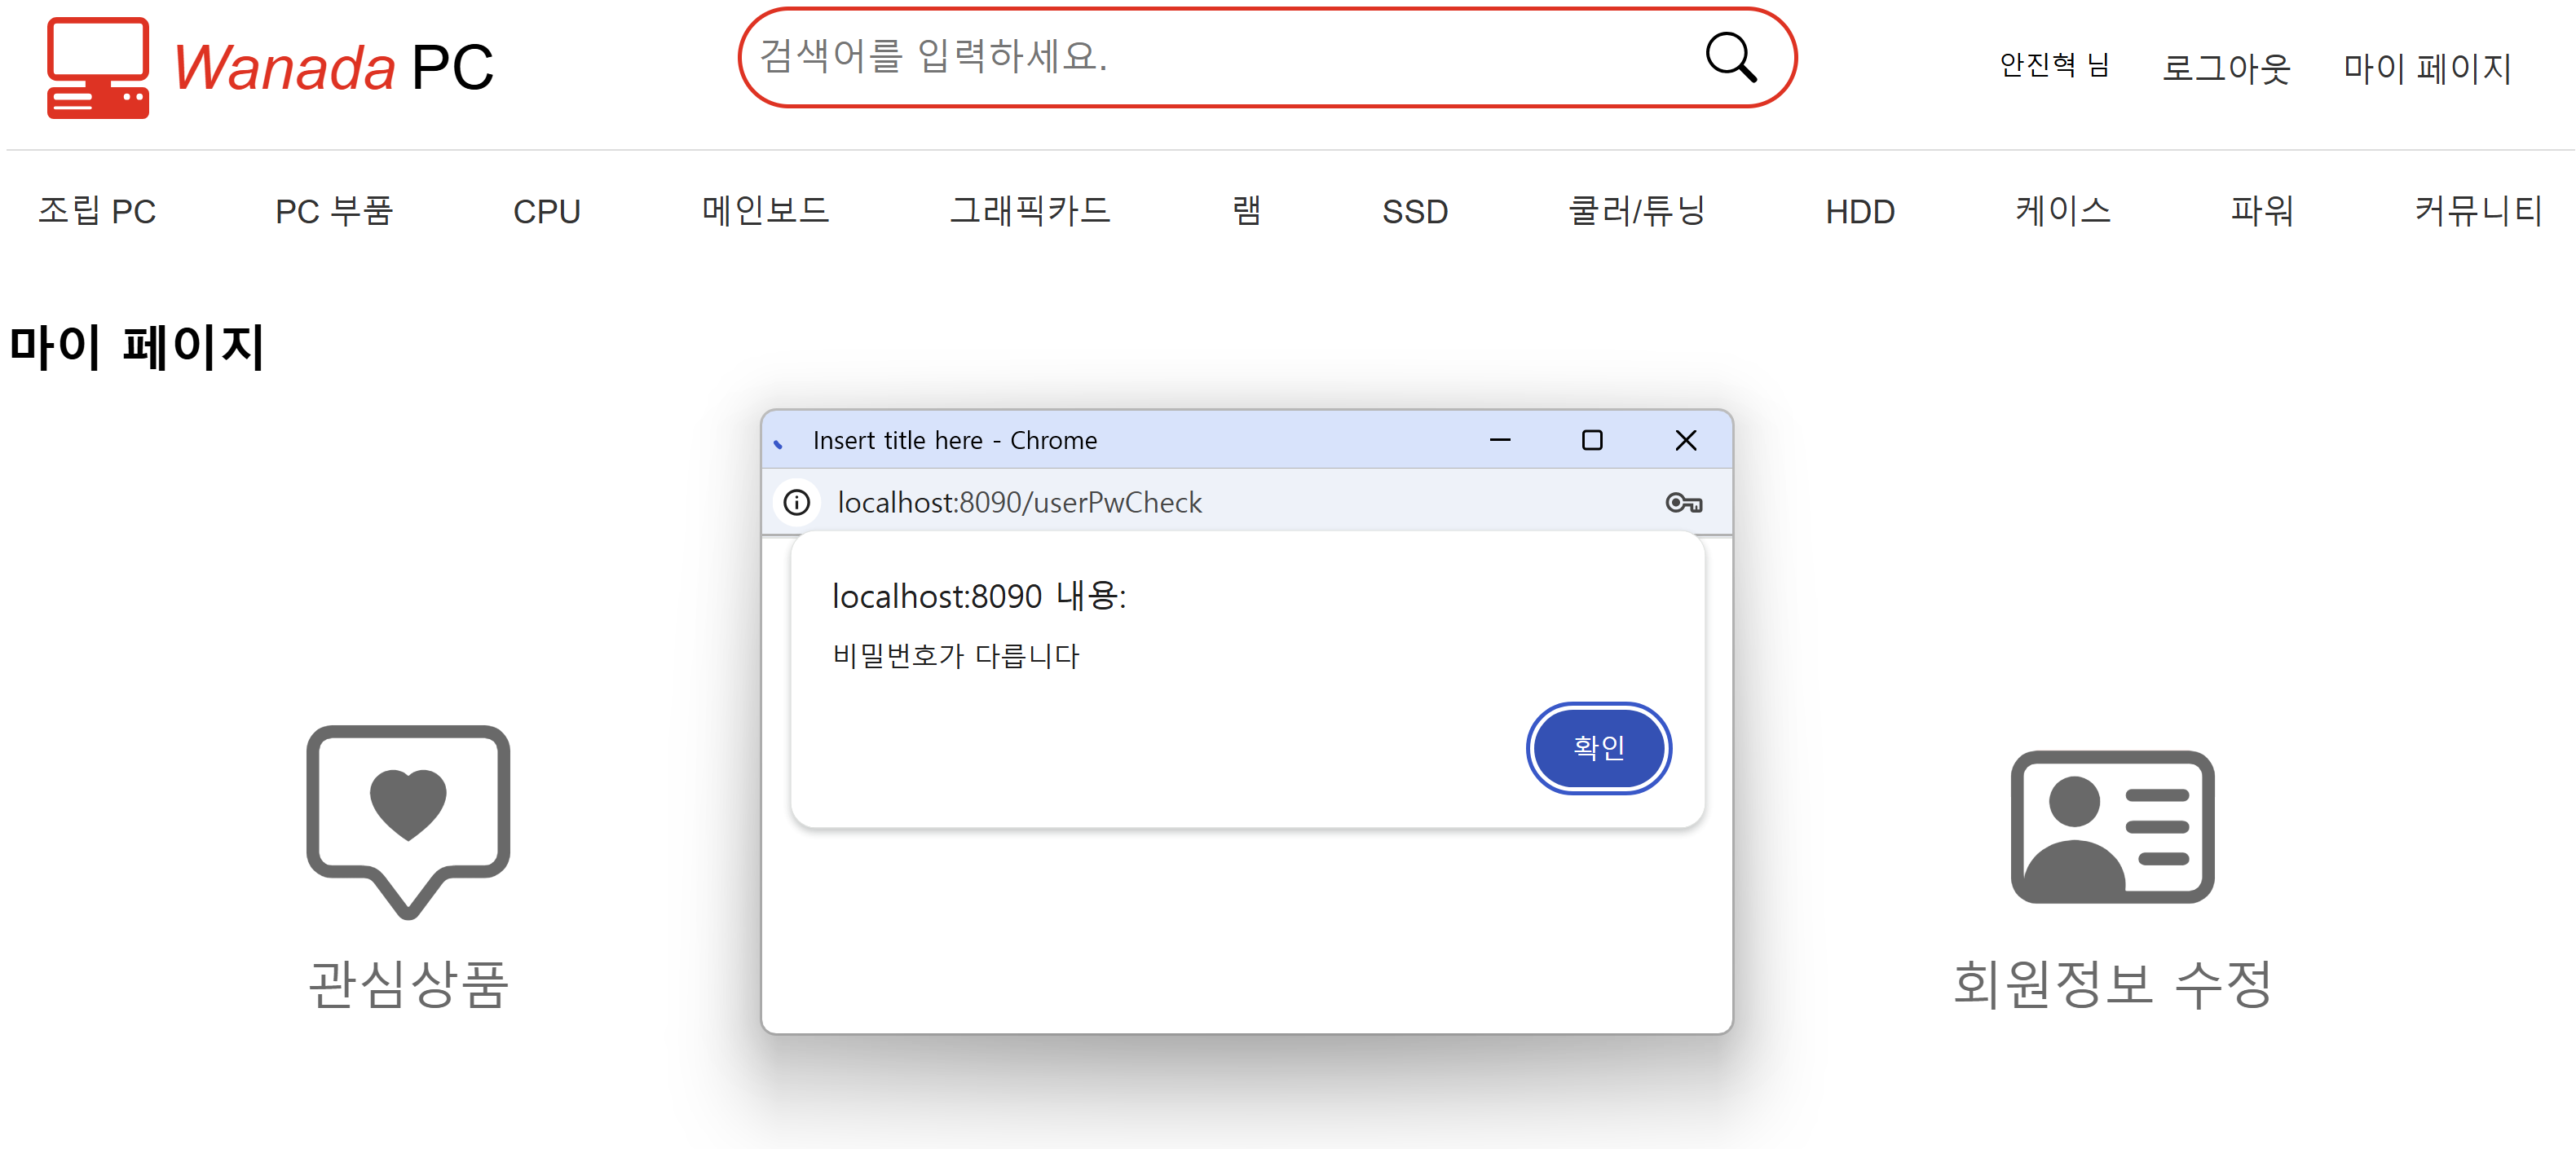 Wanada PC
검색어를 입력하세요.
안진혁 님 로그아웃 마이 페이지
조립 PC PC 부품 CPU 메인보드 그래픽카드 램 SSD 쿨러/튜닝 HDD 케이스 파워 커뮤니티
마이 페이지
Insert title here - Chrome
localhost:8090/userPwCheck
localhost:8090 내용:
비밀번호가 다릅니다
확인
관심상품
회원정보 수정